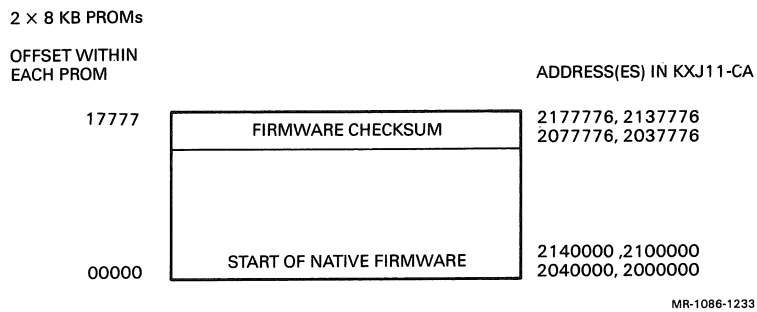 2 × 8 KB PROMs
OFFSET WITHIN
EACH PROM
ADDRESS(ES) IN KXJ11-CA
17777
FIRMWARE CHECKSUM
2177776, 2137776
2077776, 2037776
START OF NATIVE FIRMWARE
2140000 ,2100000
00000
2040000, 2000000
MR-1086-1233